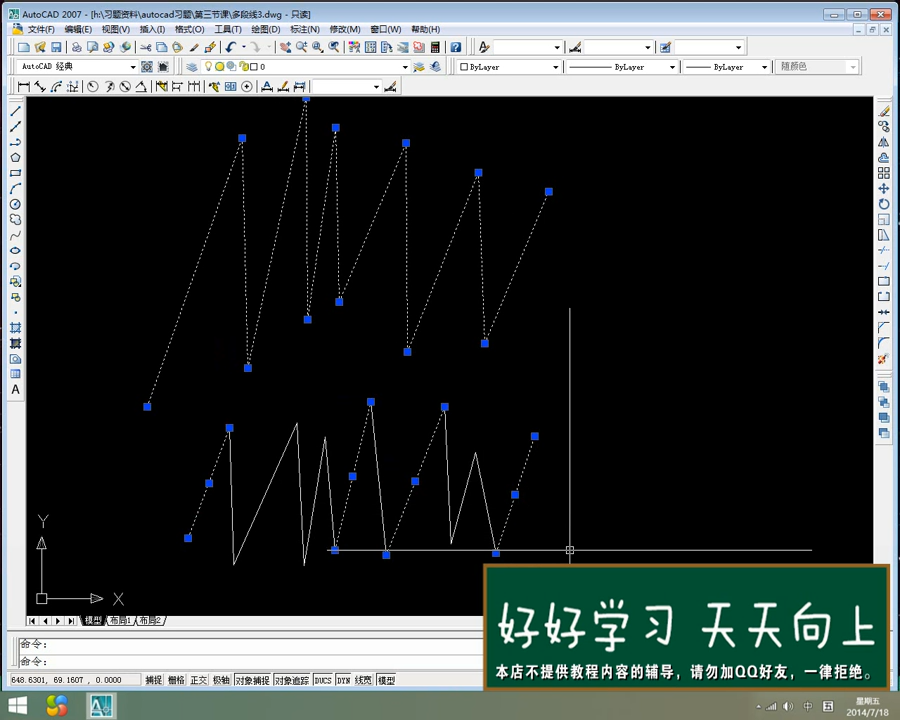 AutoCAD 2007 - [h:\习题资料\autocad习题\第三节课\多段线3.dwg - 只读]
文件(F) 编辑(E) 视图(V) 插入(I) 格式(O) 工具(T) 绘图(D) 标注(N) 修改(M) 窗口(W) 帮助(H)
AutoCAD 经典 0 ByLayer ByLayer ByLayer 随颜色
A
Y
X
模型 布局1 布局2
命令:
命令:
648.6301, 69.1607 , 0.0000 捕捉 栅格 正交 极轴 对象捕捉 对象追踪 DUCS DYN 线宽 模型
好好学习 天天向上
本店不提供教程内容的辅导，请勿加QQ好友，一律拒绝。
中
星期五
2014/7/18